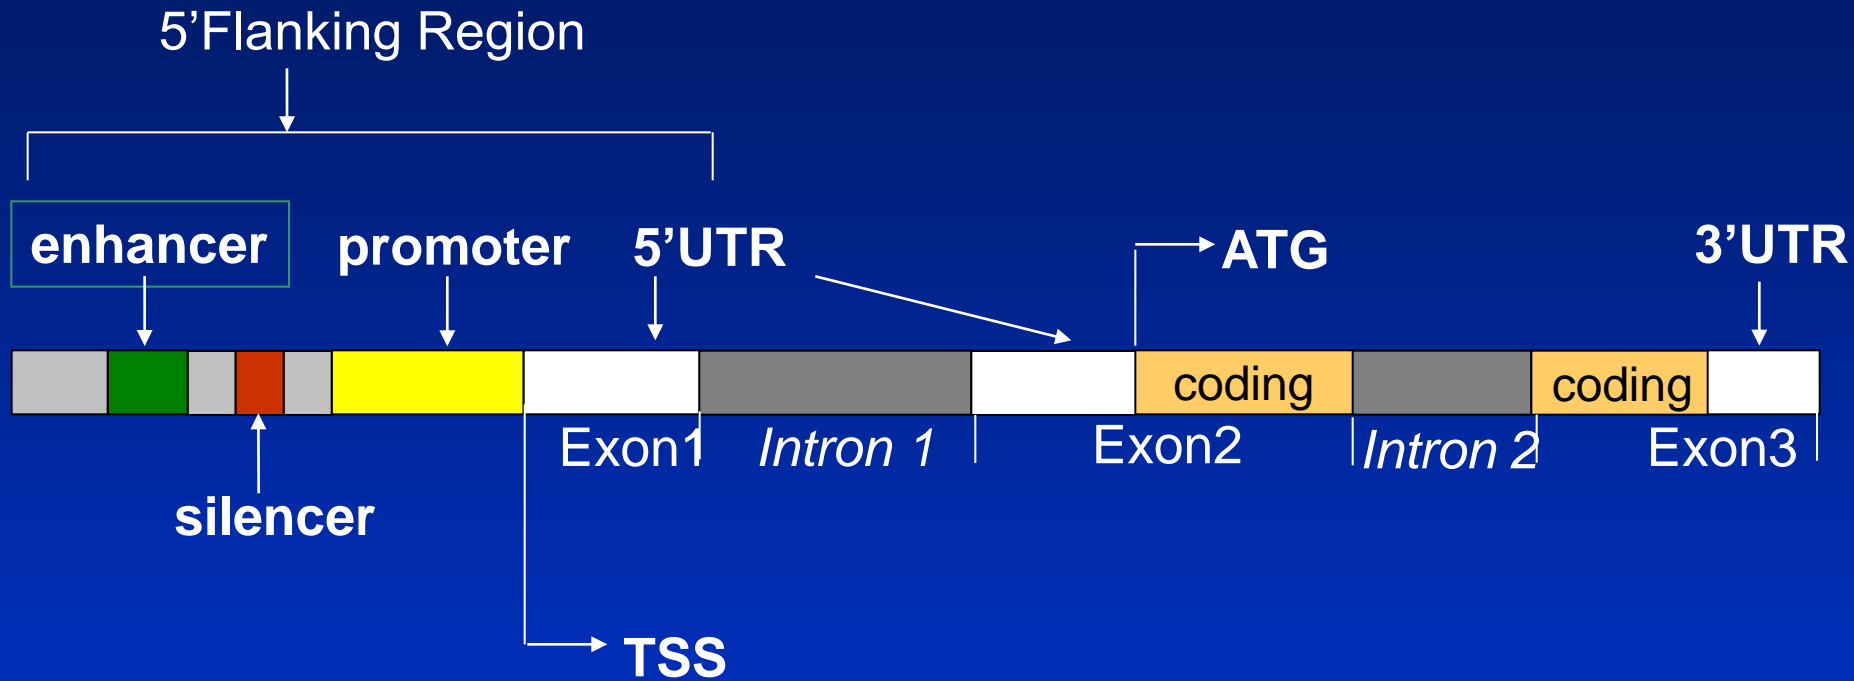 5’Flanking Region
enhancer promoter 5’UTR ATG 3’UTR
coding coding
Exon1 Intron 1 Exon2 Intron 2 Exon3
silencer
TSS